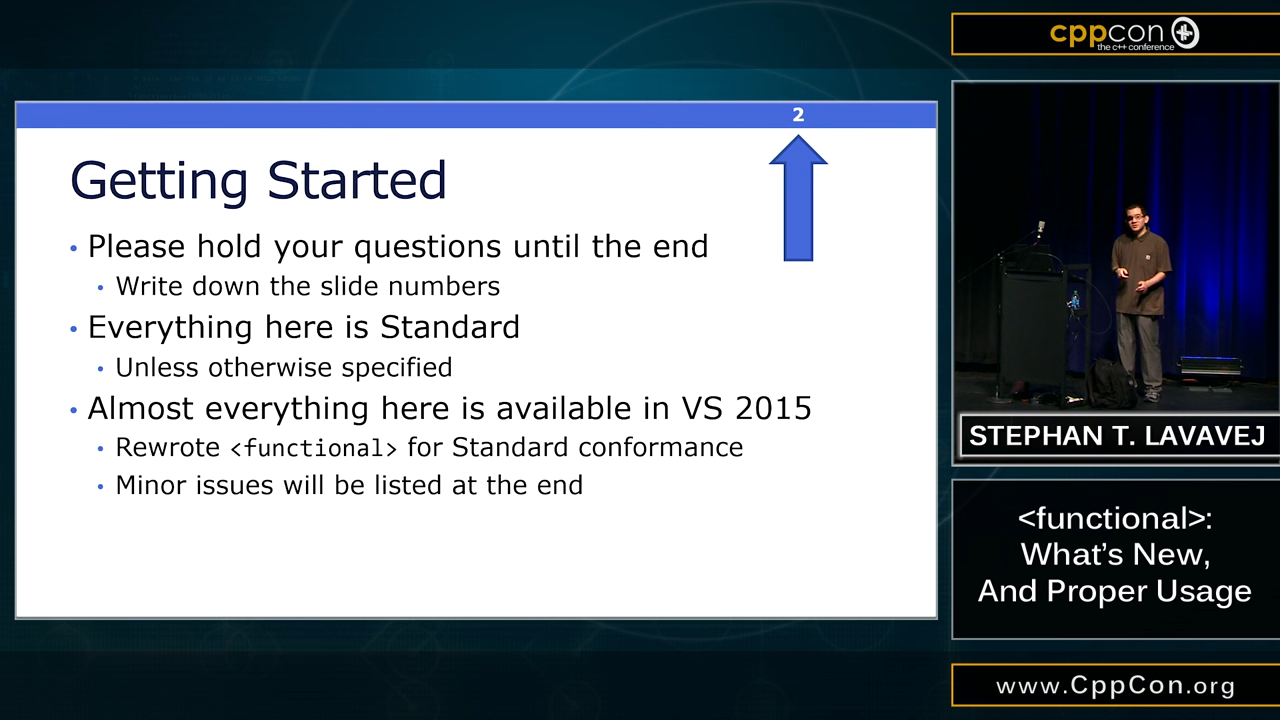 cppcon
the c++ conference
2
Getting Started
• Please hold your questions until the end
• Write down the slide numbers
• Everything here is Standard
• Unless otherwise specified
• Almost everything here is available in VS 2015
• Rewrote <functional> for Standard conformance
• Minor issues will be listed at the end
STEPHAN T. LAVAVEJ
<functional>:
What's New,
And Proper Usage
www.CppCon.org